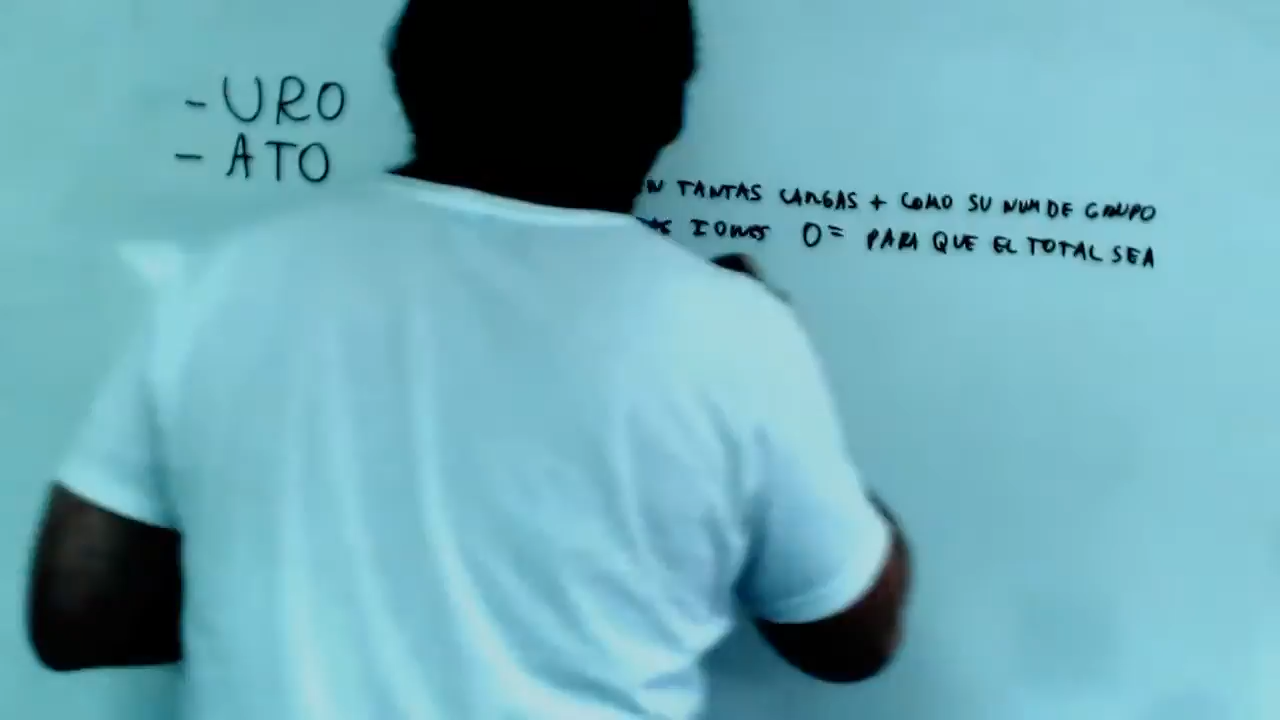 - URO
- ATO
TANTAS CARGAS + COMO SU NUM DE GRUPO
IONES O= PARA QUE EL TOTAL SEA